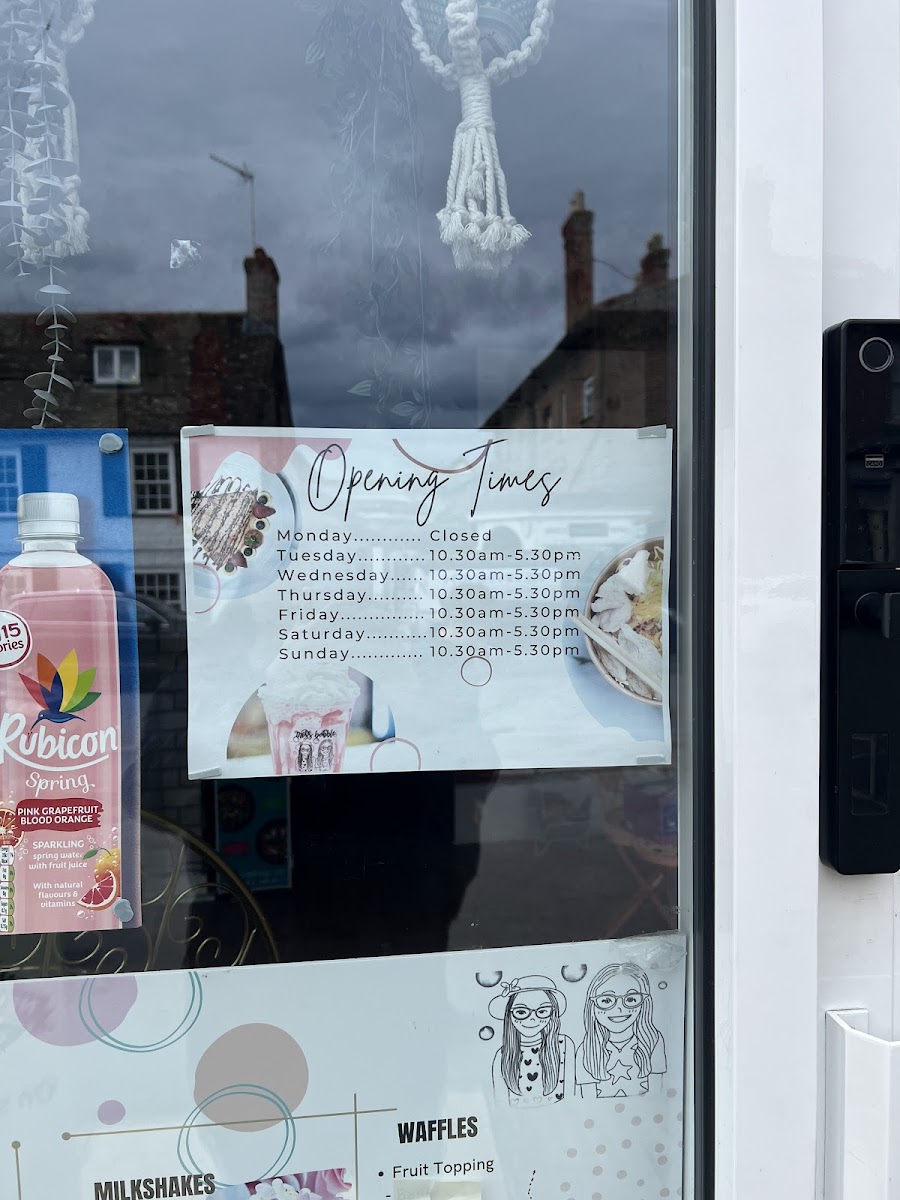 Opening Times
Monday............ Closed
Tuesday............10.30am-5.30pm
Wednesday...... 10.30am-5.30pm
Thursday.......... 10.30am-5.30pm
Friday...............10.30am-5.30pm
Saturday...........10.30am-5.30pm
Sunday............. 10.30am-5.30pm
Rubicon
Spring
PINK GRAPEFRUIT
BLOOD ORANGE
SPARKLING
spring water
with fruit juice
With natural
flavours &
vitamins
CARD
WAFFLES
• Fruit Topping
MILKSHAKES